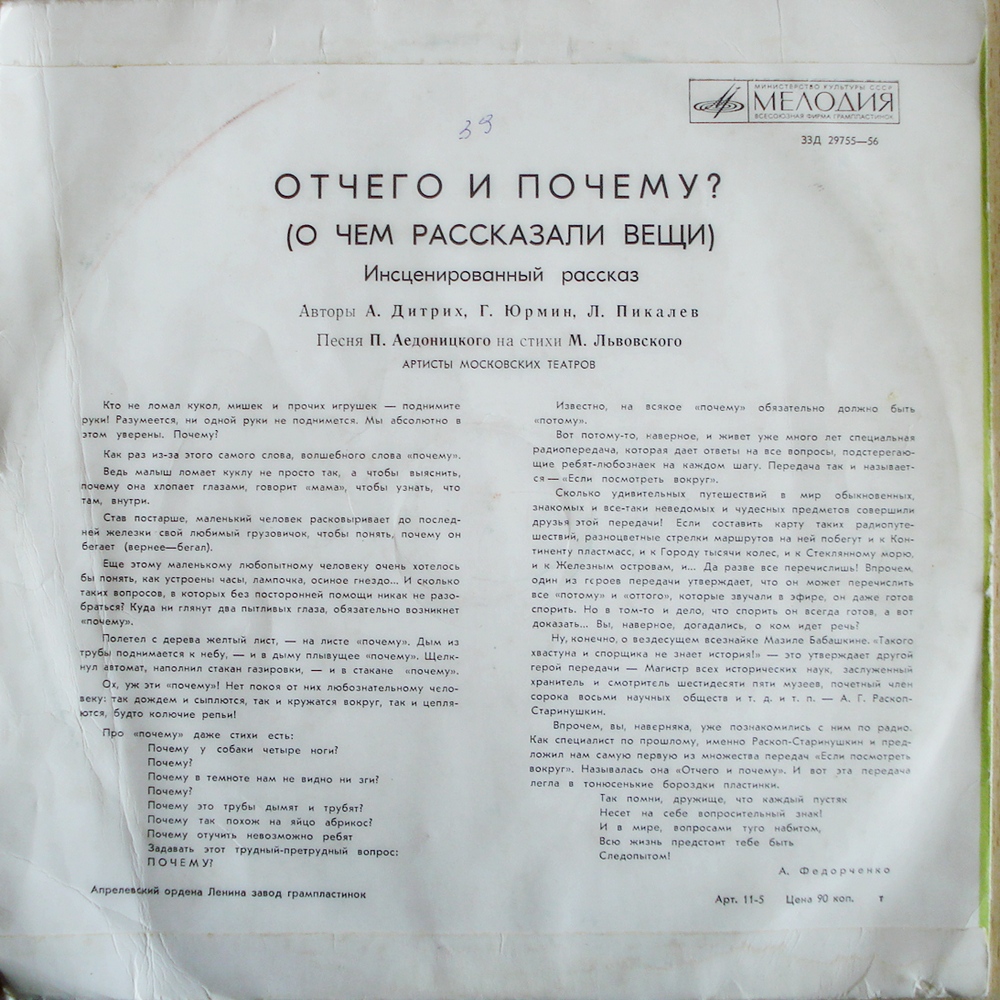 МИНИСТЕРСТВО КУЛЬТУРЫ СССР
МЕЛОДИЯ
ВСЕСОЮЗНАЯ ФИРМА ГРАМПЛАСТИНОК
33Д 29755—56
39
ОТЧЕГО И ПОЧЕМУ?
(О ЧЕМ РАССКАЗАЛИ ВЕЩИ)
Инсценированный рассказ
Авторы А. Дитрих, Г. Юрмин, Л. Пикалев
Песня П. Аедоницкого на стихи М. Львовского
АРТИСТЫ МОСКОВСКИХ ТЕАТРОВ
Кто не ломал кукол, мишек и прочих игрушек — поднимите
руки! Разумеется, ни одной руки не поднимется. Мы абсолютно в
этом уверены. Почему?
Как раз из-за этого самого слова, волшебного слова «почему».
Ведь малыш ломает куклу не просто так, а чтобы выяснить,
почему она хлопает глазами, говорит «мама», чтобы узнать, что
там, внутри.
Став постарше, маленький человек расковыривает до послед-
ней железки свой любимый грузовичок, чтобы понять, почему он
бегает (вернее—бегал).
Еще этому маленькому любопытному человеку очень хотелось
бы понять, как устроены часы, лампочка, осиное гнездо... И сколько
таких вопросов, в которых без посторонней помощи никак не разо-
браться? Куда ни глянут два пытливых глаза, обязательно возникнет
«почему».
Полетел с дерева желтый лист, — на листе «почему». Дым из
трубы поднимается к небу, — и в дыму плывущее «почему». Щелк-
нул автомат, наполнил стакан газировки, — и в стакане «почему».
Ох, уж эти «почему»! Нет покоя от них любознательному чело-
веку: так дождем и сыплются, так и кружатся вокруг, так и цепля-
ются, будто колючие репьи!
Про «почему» даже стихи есть:
Почему у собаки четыре ноги?
Почему?
Почему в темноте нам не видно ни зги?
Почему?
Почему это трубы дымят и трубят?
Почему так похож на яйцо абрикос?
Почему отучить невозможно ребят
Задавать этот трудный-претрудный вопрос:
ПОЧЕМУ?
Известно, на всякое «почему» обязательно должно быть
«потому».
Вот потому-то, наверное, и живет уже много лет специальная
радиопередача, которая дает ответы на все вопросы, подстерегаю-
щие ребят-любознаек на каждом шагу. Передача так и называет-
ся — «Если посмотреть вокруг».
Сколько удивительных путешествий в мир обыкновенных,
знакомых и все-таки неведомых и чудесных предметов совершили
друзья этой передачи! Если составить карту таких радиопуте-
шествий, разноцветные стрелки маршрутов на ней побегут и к Кон-
тиненту пластмасс, и к Городу тысячи колес, и к Стеклянному морю,
и к Железным островам, и... Да разве все перечислишь! Впрочем,
один из героев передачи утверждает, что он может перечислить
все «потому» и «оттого», которые звучали в эфире, он даже готов
спорить. Но в том-то и дело, что спорить он всегда готов, а вот
доказать... Вы, наверное, догадались, о ком идет речь?
Ну, конечно, о вездесущем всезнайке Мазиле Бабашкине. «Такого
хвастуна и спорщика не знает история!» — это утверждает другой
герой передачи — Магистр всех исторических наук, заслуженный
хранитель и смотритель шестидесяти пяти музеев, почетный член
сорока восьми научных обществ и т. д. и т. п. — А. Г. Раскоп-
Старинушкин.
Впрочем, вы, наверняка, уже познакомились с ним по радио.
Как специалист по прошлому, именно Раскоп-Старинушкин и пред-
ложил нам самую первую из множества передач «Если посмотреть
вокруг». Называлась она «Отчего и почему». И вот эта передача
легла в тонюсенькие бороздки пластинки.
Так помни, дружище, что каждый пустяк
Несет на себе вопросительный знак!
И в мире, вопросами туго набитом,
Всю жизнь предстоит тебе быть
Следопытом!
А. Федорченко
Апрелевский ордена Ленина завод грампластинок
Арт. 11-5 Цена 90 коп. т